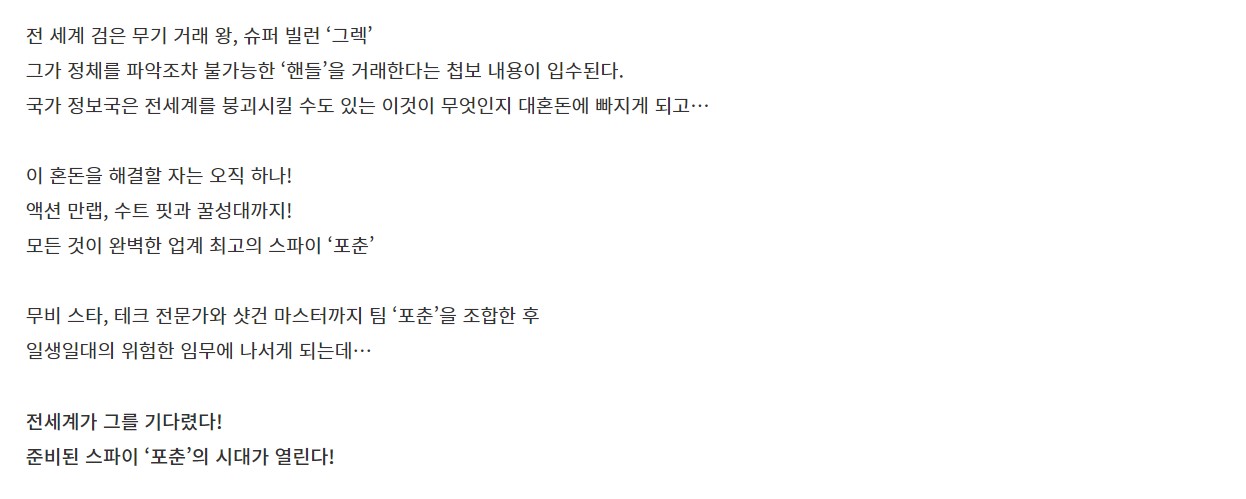 전 세계 검은 무기 거래 왕, 슈퍼 빌런 ‘그렉’
그가 정체를 파악조차 불가능한 ‘핸들’을 거래한다는 첩보 내용이 입수된다.
국가 정보국은 전세계를 붕괴시킬 수도 있는 이것이 무엇인지 대혼돈에 빠지게 되고…
이 혼돈을 해결할 자는 오직 하나!
액션 만랩, 수트 핏과 꿀성대까지!
모든 것이 완벽한 업계 최고의 스파이 ‘포춘’
무비 스타, 테크 전문가와 샷건 마스터까지 팀 ‘포춘’을 조합한 후
일생일대의 위험한 임무에 나서게 되는데…
전세계가 그를 기다렸다!
준비된 스파이 ‘포춘’의 시대가 열린다!